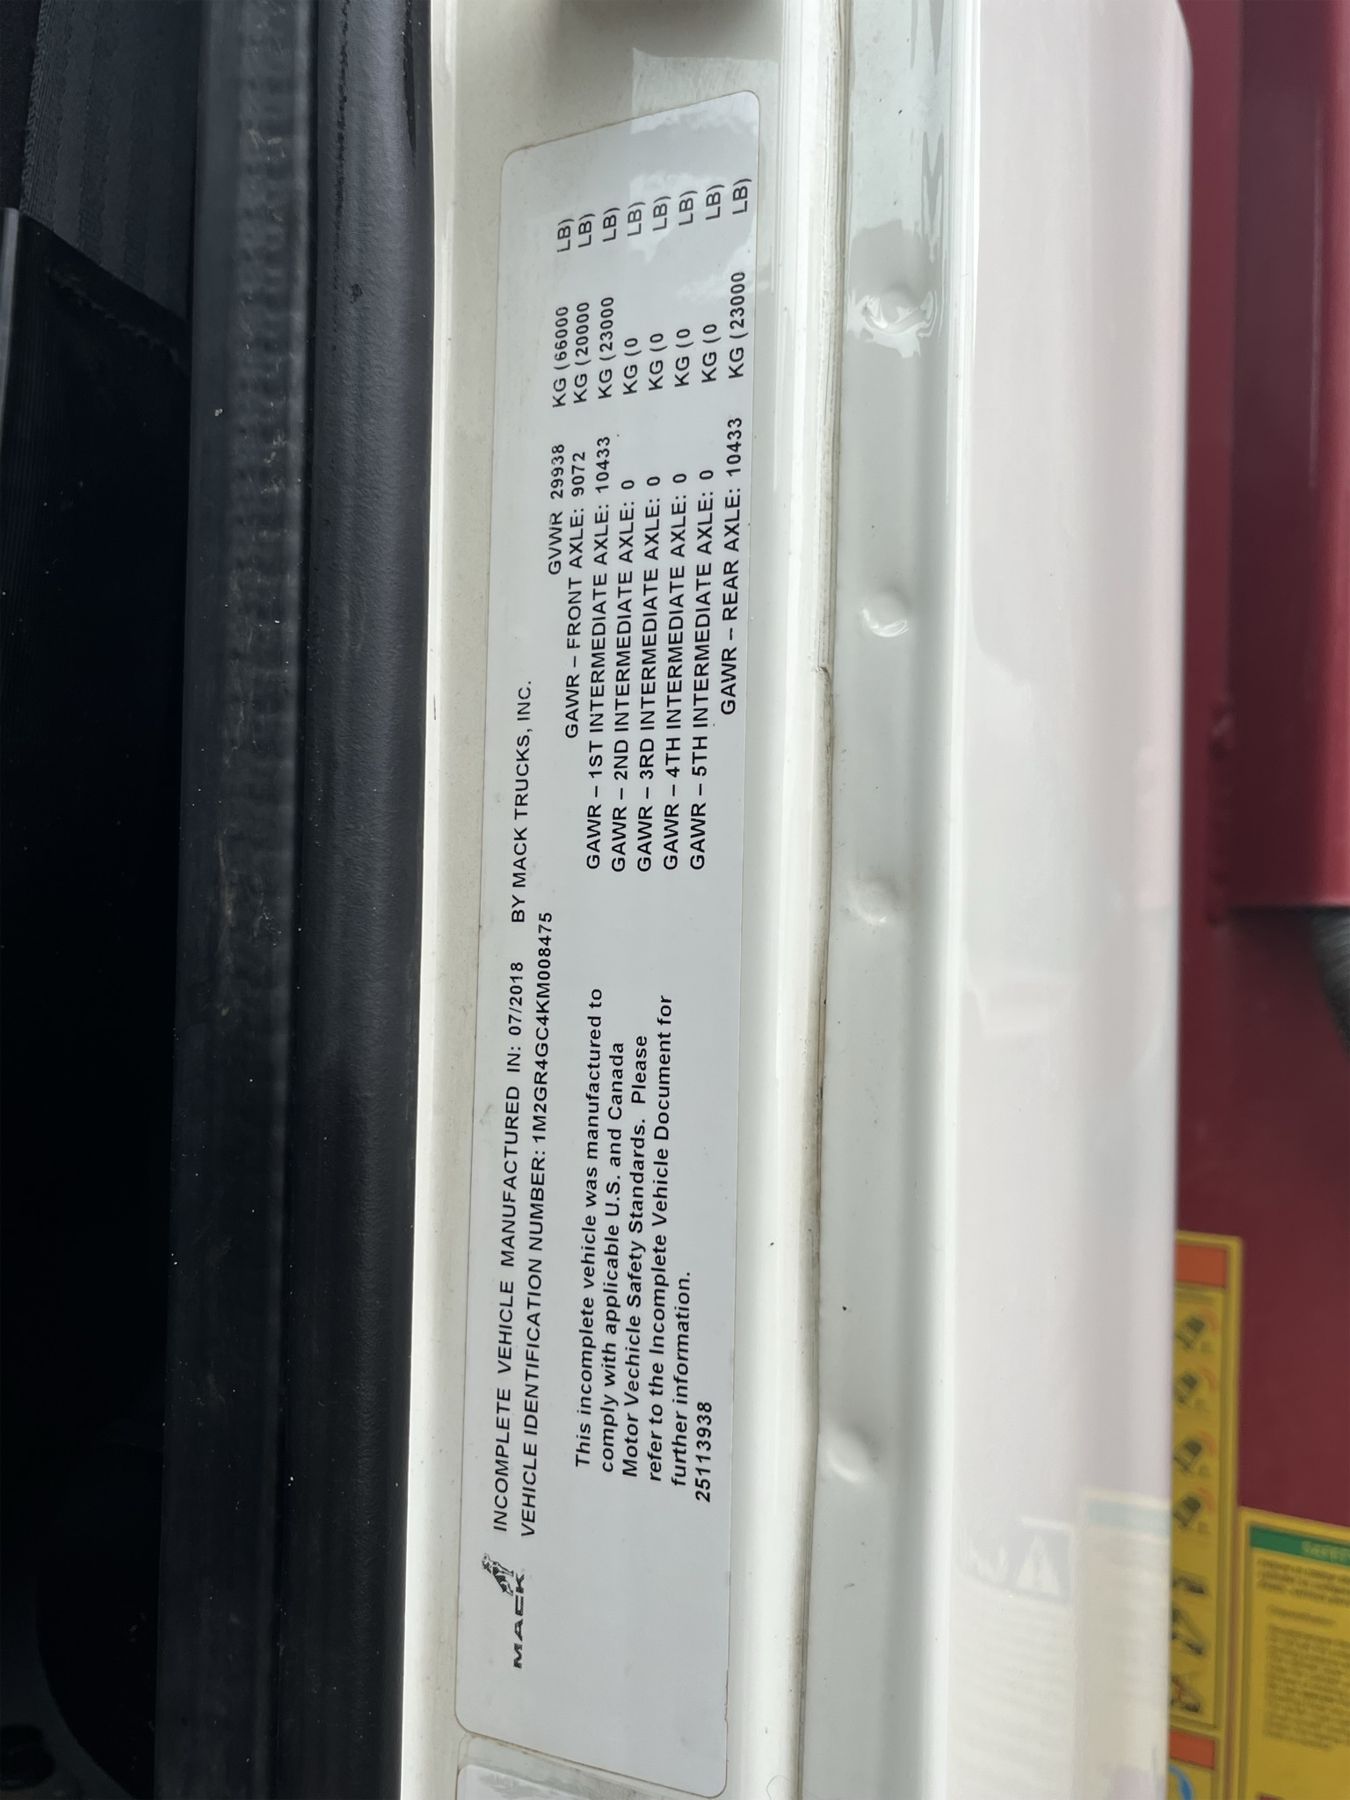 MACK
INCOMPLETE VEHICLE MANUFACTURED IN: 07/2018 BY MACK TRUCKS, INC.
VEHICLE IDENTIFICATION NUMBER: 1M2GR4GC4KM008475
GVWR 29938 KG (66000 LB)
GAWR – FRONT AXLE: 9072 KG (20000 LB)
GAWR – 1ST INTERMEDIATE AXLE: 10433 KG (23000 LB)
GAWR – 2ND INTERMEDIATE AXLE: 0 KG (0 LB)
GAWR – 3RD INTERMEDIATE AXLE: 0 KG (0 LB)
GAWR – 4TH INTERMEDIATE AXLE: 0 KG (0 LB)
GAWR – 5TH INTERMEDIATE AXLE: 0 KG (0 LB)
GAWR – REAR AXLE: 10433 KG (23000 LB)
This incomplete vehicle was manufactured to
comply with applicable U.S. and Canada
Motor Vechicle Safety Standards. Please
refer to the Incomplete Vehicle Document for
further information.
25113938